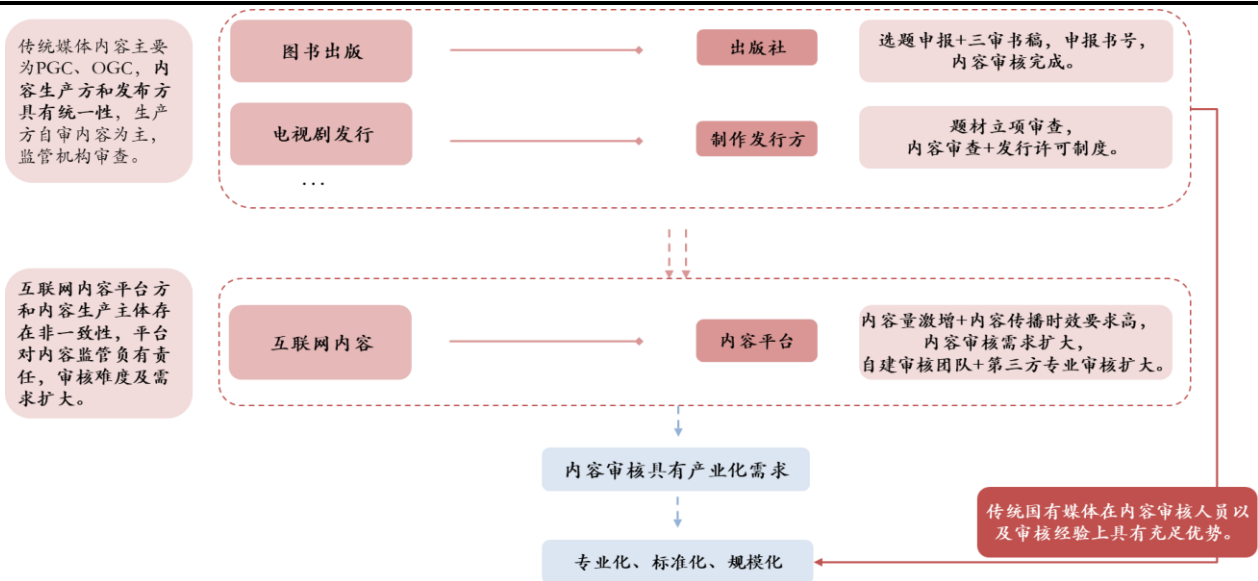 传统媒体内容主要
为PGC、OGC，内
容生产方和发布方
具有统一性，生产
方自审内容为主，
监管机构审查。
图书出版
出版社
选题申报+三审书稿，申报书号，
内容审核完成。
电视剧发行
制作发行方
题材立项审查，
内容审查+发行许可制度。
...
互联网内容平台方
和内容生产主体存
在非一致性，平台
对内容监管负有责
任，审核难度及需
求扩大。
互联网内容
内容平台
内容量激增+内容传播时效要求高，
内容审核需求扩大，
自建审核团队+第三方专业审核扩大。
内容审核具有产业化需求
传统国有媒体在内容审核人员以
及审核经验上具有充足优势。
专业化、标准化、规模化